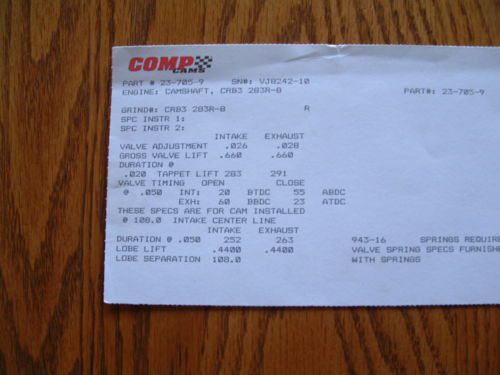 COMP
CAMS
PART # 23-705-9 SN#: VJ8242-10
ENGINE: CAMSHAFT, CRB3 283R-8 PART#: 23-705-9
GRIND#: CRB3 283R-8 R
SPC INSTR 1:
SPC INSTR 2:
INTAKE EXHAUST
VALVE ADJUSTMENT .026 .028
GROSS VALVE LIFT .660 .660
DURATION @
.020 TAPPET LIFT 283 291
VALVE TIMING OPEN CLOSE
@ .050 INT: 20 BTDC 55 ABDC
EXH: 60 BBDC 23 ATDC
THESE SPECS ARE FOR CAM INSTALLED
@ 108.0 INTAKE CENTER LINE
INTAKE EXHAUST
DURATION @ .050 252 263 943-16 SPRINGS REQUIRE
LOBE LIFT .4400 .4400 VALVE SPRING SPECS FURNISHE
LOBE SEPARATION 108.0 WITH SPRINGS